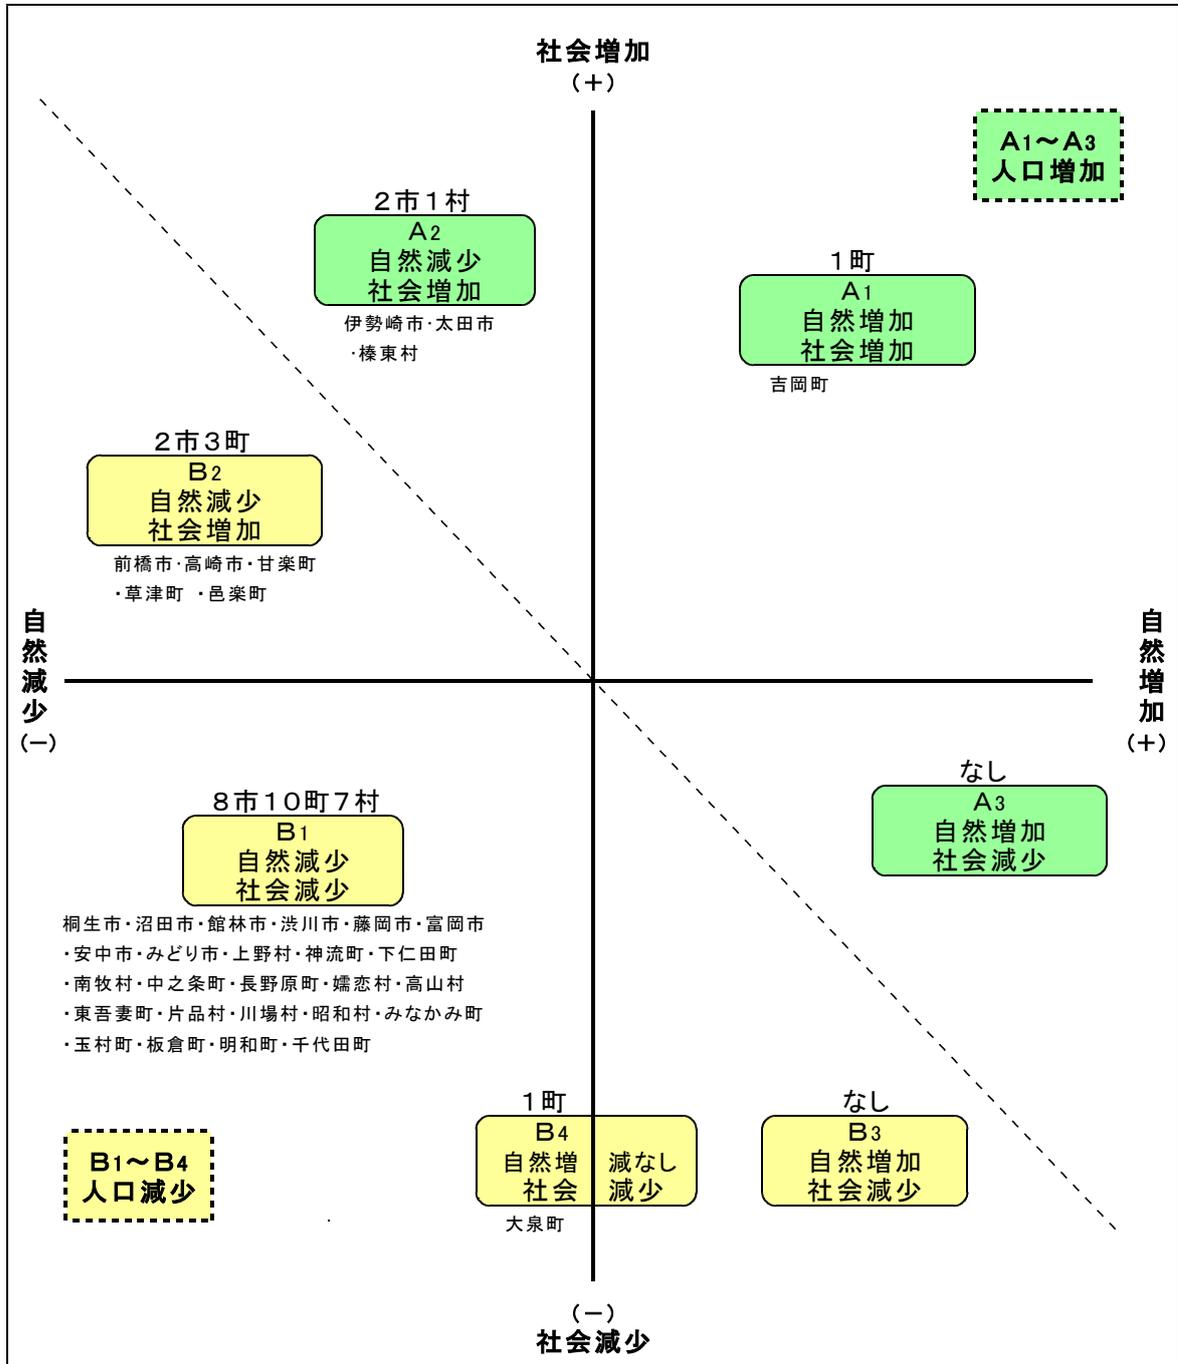 社会増加
（＋）
A1～A3
人口増加
２市１村
A2
自然減少
社会増加
伊勢崎市・太田市
・榛東村
１町
A1
自然増加
社会増加
吉岡町
２市３町
B2
自然減少
社会増加
前橋市・高崎市・甘楽町
・草津町　・邑楽町
自然減少
（－）
自然増加
（＋）
なし
A3
自然増加
社会減少
８市１０町７村
B1
自然減少
社会減少
桐生市・沼田市・館林市・渋川市・藤岡市・富岡市
・安中市・みどり市・上野村・神流町・下仁田町
・南牧村・中之条町・長野原町・嬬恋村・高山村
・東吾妻町・片品村・川場村・昭和村・みなかみ町
・玉村町・板倉町・明和町・千代田町
１町
B4
自然増減なし
社会減少
大泉町
なし
B3
自然増加
社会減少
B1～B4
人口減少
（－）
社会減少